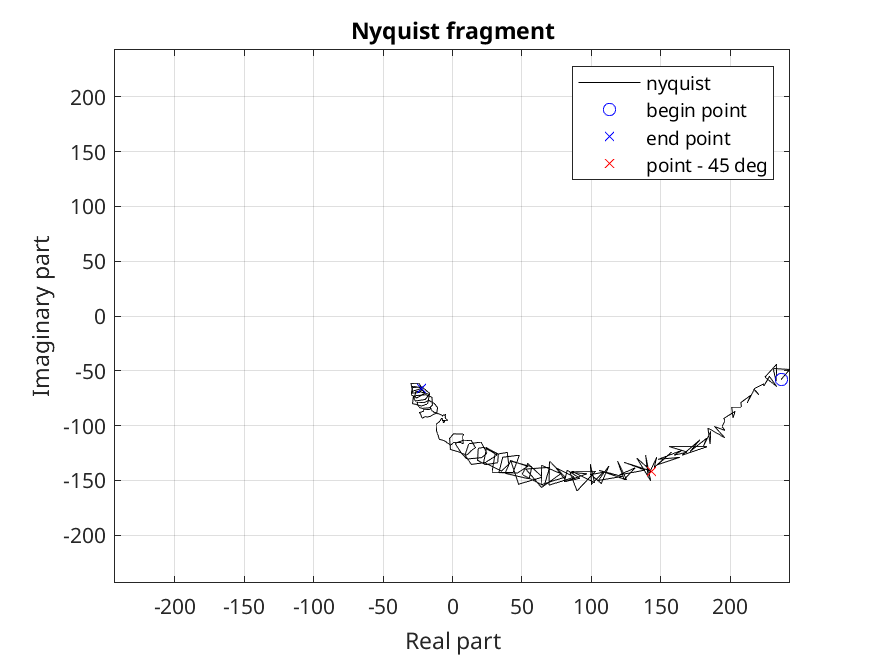 Nyquist fragment
nyquist
begin point
end point
point - 45 deg
200
150
100
50
0
-50
-100
-150
-200
Imaginary part
-200 -150 -100 -50 0 50 100 150 200
Real part